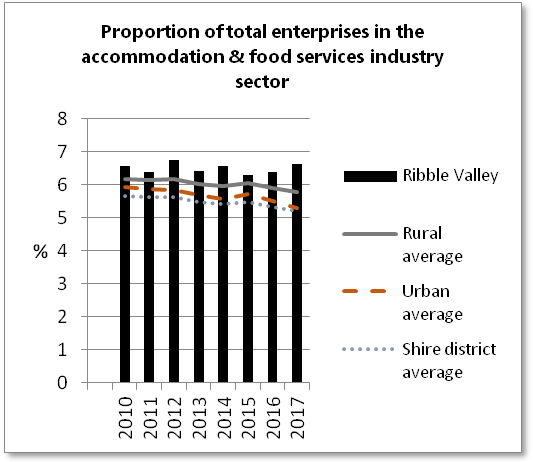 Proportion of total enterprises in the
accommodation & food services industry
sector
8
7
6
5
4
3
2
1
0
%
2010
2011
2012
2013
2014
2015
2016
2017
Ribble Valley
Rural
average
Urban
average
Shire district
average